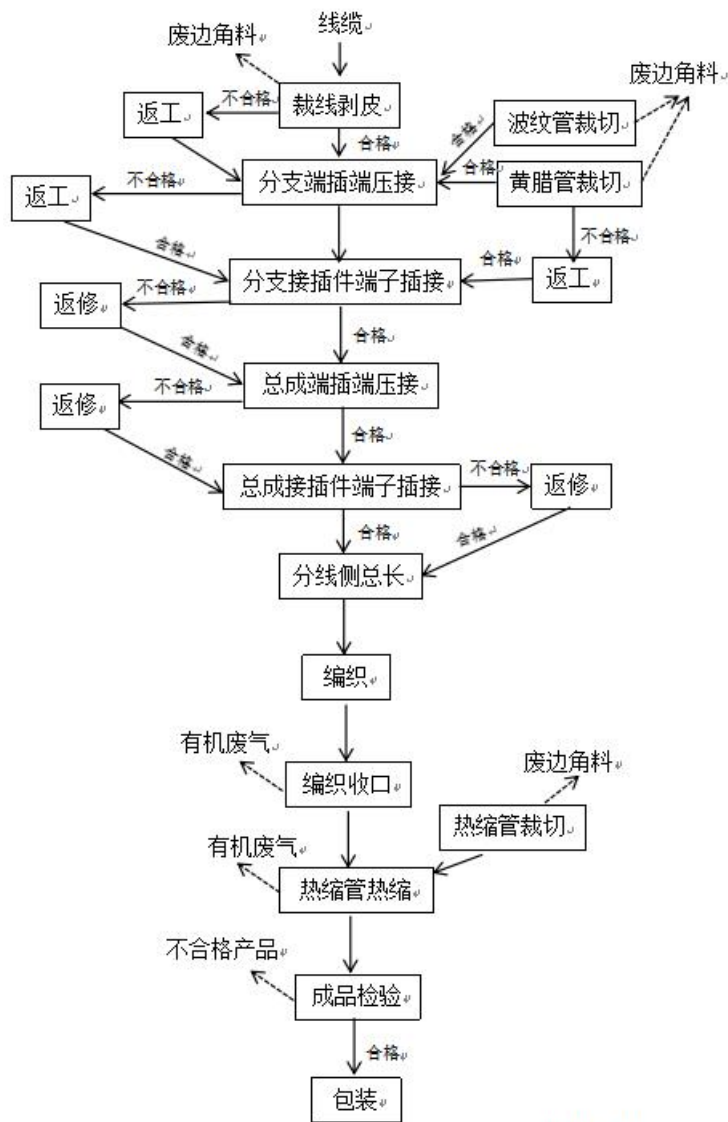 线缆
废边角料
废边角料
不合格
返工
裁线剥皮
波纹管裁切
合格
合格
不合格
分支端插端压接
合格
黄腊管裁切
返工
不合格
合格
合格
返工
不合格
分支接插件端子插接
返修
合格
合格
不合格
总成端插端压接
返修
合格
合格
不合格
总成接插件端子插接
返修
合格
合格
分线侧总长
编织
有机废气
废边角料
编织收口
热缩管裁切
有机废气
热缩管热缩
不合格产品
成品检验
合格
包装